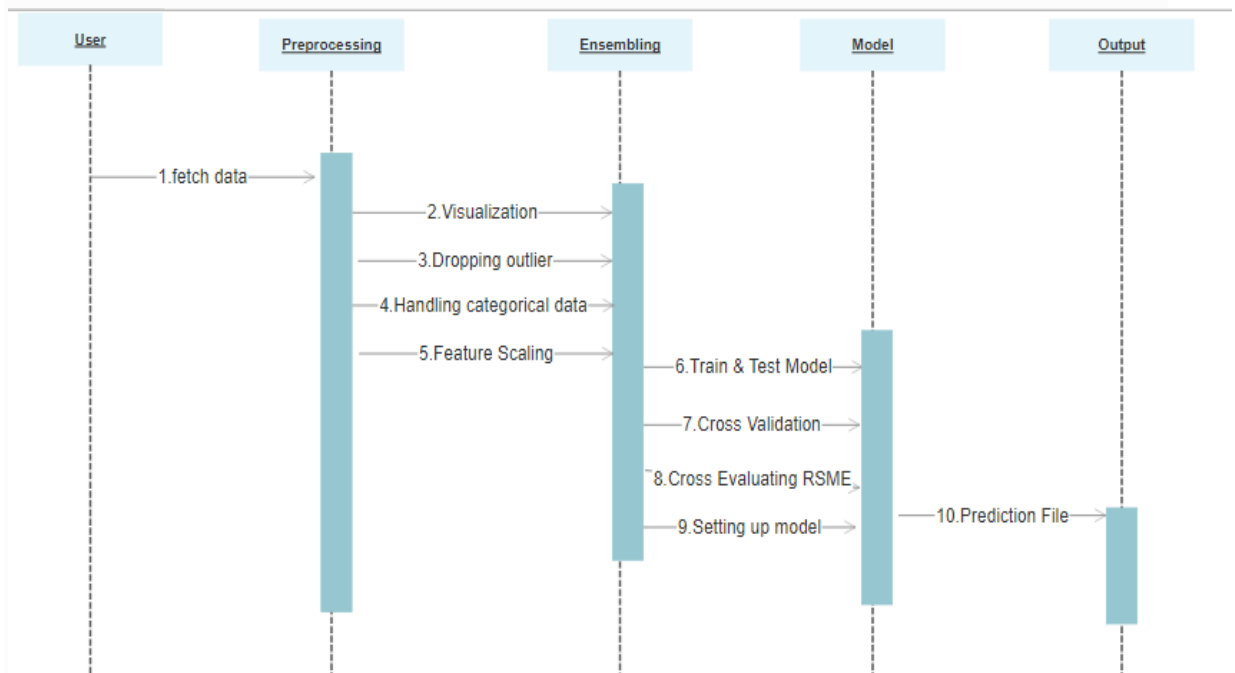 User
Preprocessing
Ensembling
Model
Output
1.fetch data
2.Visualization
3.Dropping outlier
4.Handling categorical data
5.Feature Scaling
6.Train & Test Model
7.Cross Validation
8.Cross Evaluating RSME
9.Setting up model
10.Prediction File